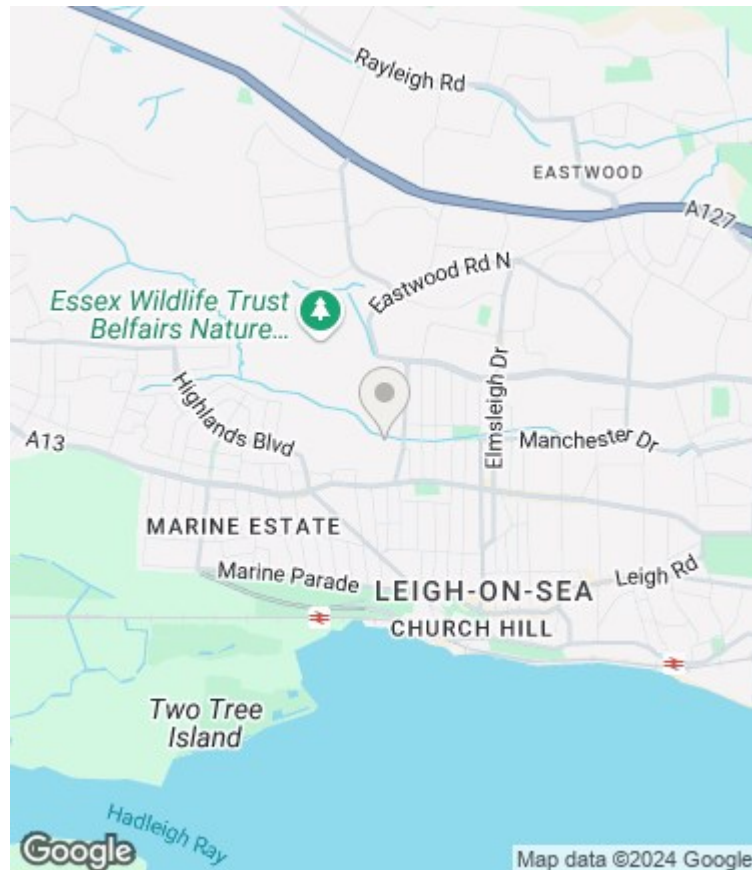 Rayleigh Rd
EASTWOOD
A127
Eastwood Rd N
Essex Wildlife Trust
Belfairs Nature...
Elmsleigh Dr
Highlands Blvd
A13
Manchester Dr
MARINE ESTATE
Marine Parade
Leigh Rd
LEIGH-ON-SEA
CHURCH HILL
Two Tree
Island
Hadleigh Ray
Google
Map data ©2024 Google